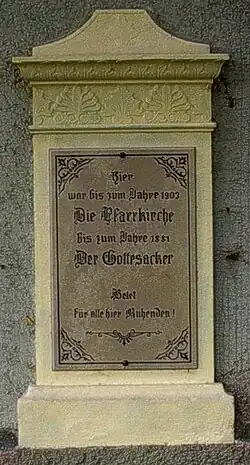 Hier
war bis zum Jahre 1903
Die Pfarrkirche
bis zum Jahre 1881
Der Gottesacker
Betet
Für alle hier Ruhenden!